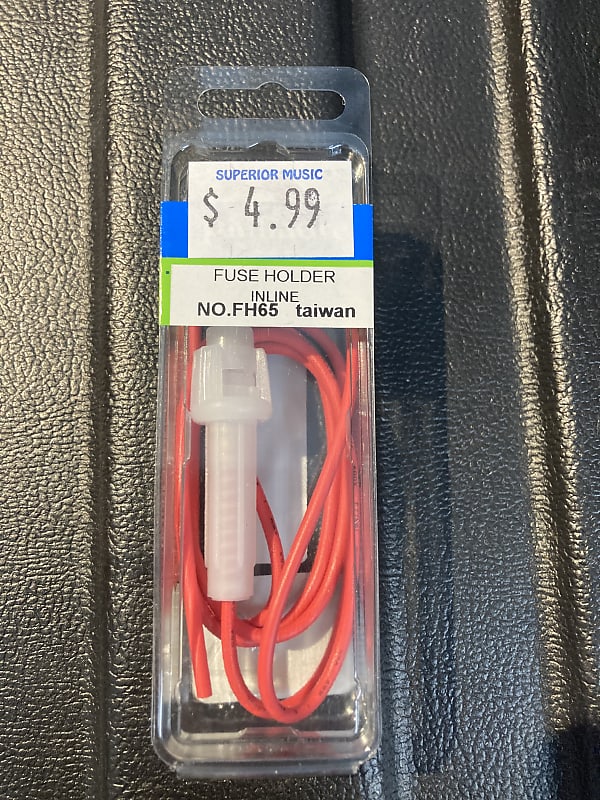 SUPERIOR MUSIC
$ 4.99
FUSE HOLDER
INLINE
NO.FH65 taiwan